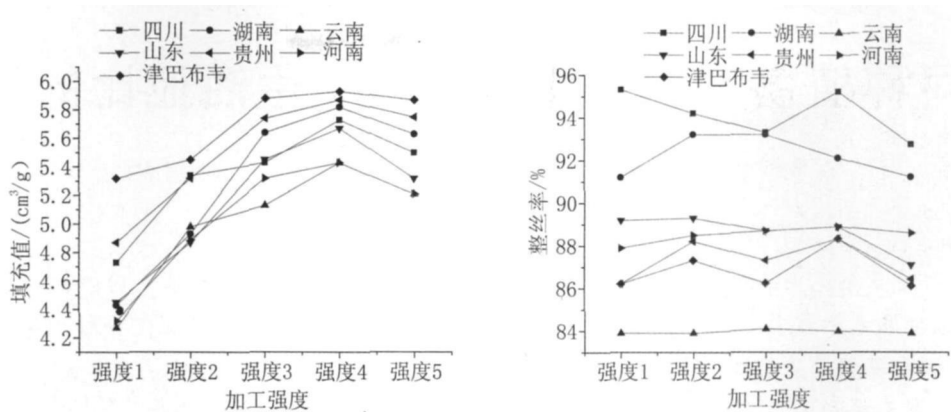 四川 湖南 云南
山东 贵州 河南
津巴布韦
填充值/(cm³/g)
6.0
5.8
5.6
5.4
5.2
5.0
4.8
4.6
4.4
4.2
强度1 强度2 强度3 强度4 强度5
加工强度
四川 湖南 云南
山东 贵州 河南
津巴布韦
整丝率/%
96
94
92
90
88
86
84
强度1 强度2 强度3 强度4 强度5
加工强度